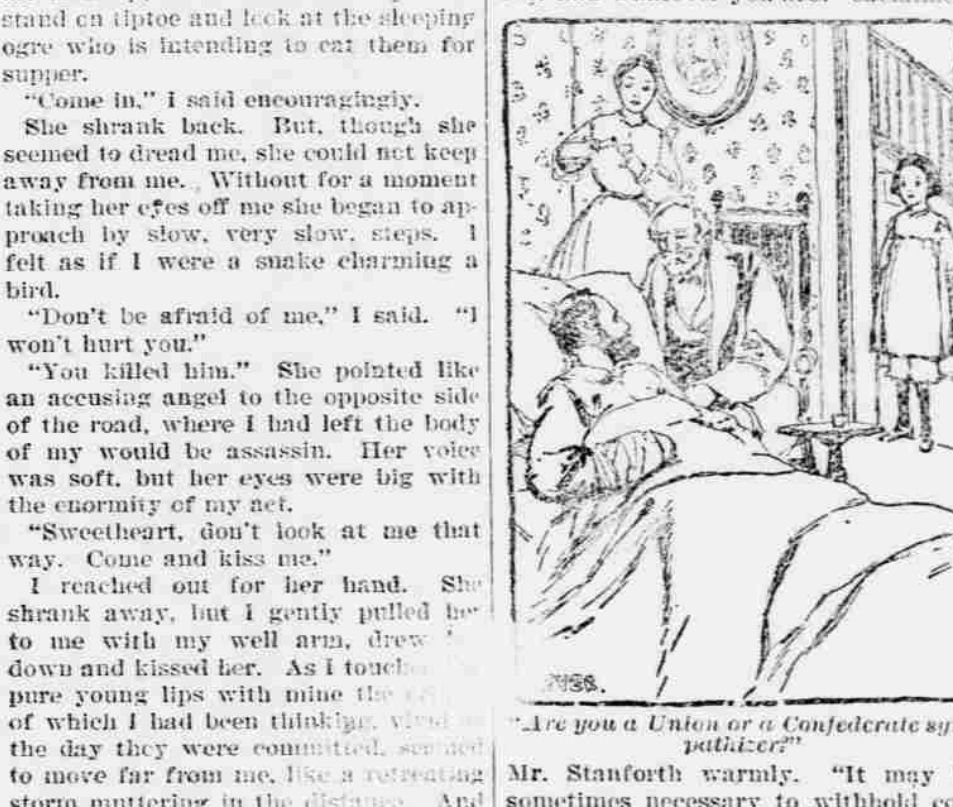 stand on tiptoe and look at the sleeping
ogre who is intending to eat them for
supper.
"Come in," I said encouragingly.
She shrank back. But, though she
seemed to dread me, she could not keep
away from me. Without for a moment
taking her eyes off me she began to ap-
proach by slow, very slow, steps. I
felt as if I were a snake charming a
bird.
"Don't be afraid of me," I said. "I
won't hurt you."
"You killed him." She pointed like
an accusing angel to the opposite side
of the road, where I had left the body
of my would be assassin. Her voice
was soft, but her eyes were big with
the enormity of my act.
"Sweetheart, don't look at me that
way. Come and kiss me."
I reached out for her hand. She
shrank away, but I gently pulled her
to me with my well arm, drew
down and kissed her. As I
pure young lips with mine the
of which I had been thinking,
the day they were committed, seemed
to move far from me, like a retreating
storm muttering in the distance. And
"Are you a Union or a Confederate sy
pathizer?"
Mr. Stanforth warmly. "It may
sometimes necessary to withhold